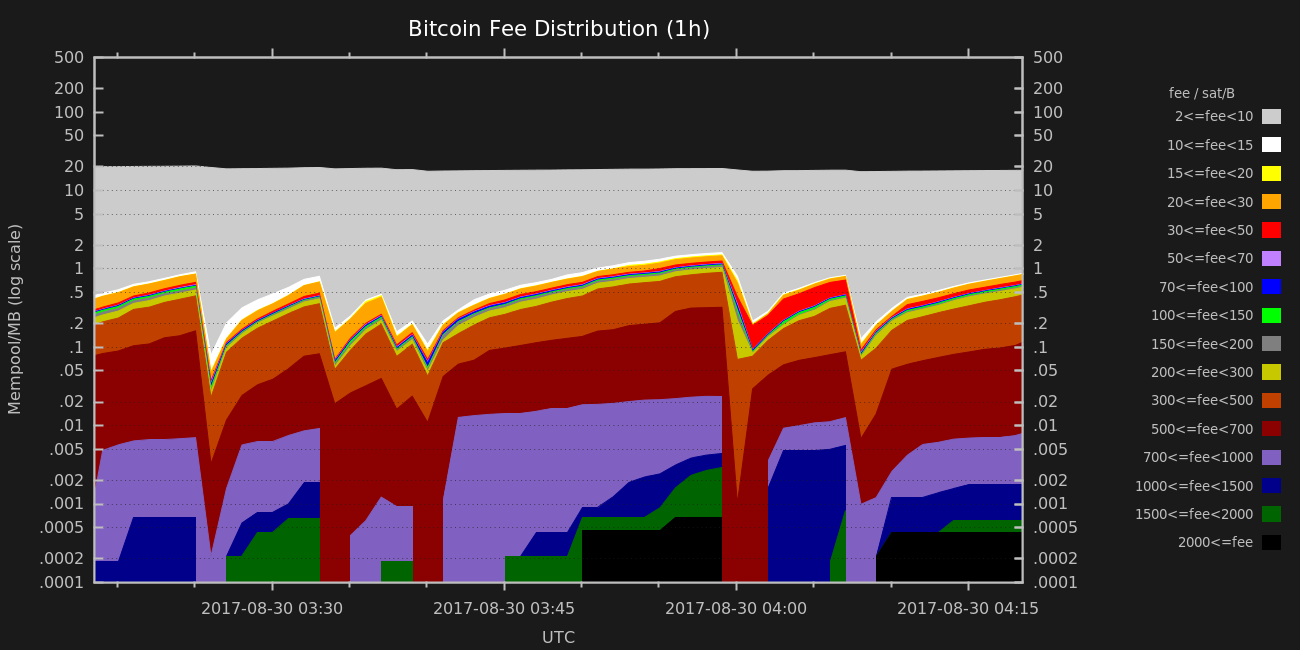 Bitcoin Fee Distribution (1h)
Mempool/MB (log scale)
500
200
100
50
20
10
5
2
1
.5
.2
.1
.05
.02
.01
.005
.002
.001
.0005
.0002
.0001
500
200
100
50
20
10
5
2
1
.5
.2
.1
.05
.02
.01
.005
.002
.001
.0005
.0002
.0001
2017-08-30 03:30
2017-08-30 03:45
2017-08-30 04:00
2017-08-30 04:15
UTC
fee / sat/B
2<=fee<10
10<=fee<15
15<=fee<20
20<=fee<30
30<=fee<50
50<=fee<70
70<=fee<100
100<=fee<150
150<=fee<200
200<=fee<300
300<=fee<500
500<=fee<700
700<=fee<1000
1000<=fee<1500
1500<=fee<2000
2000<=fee